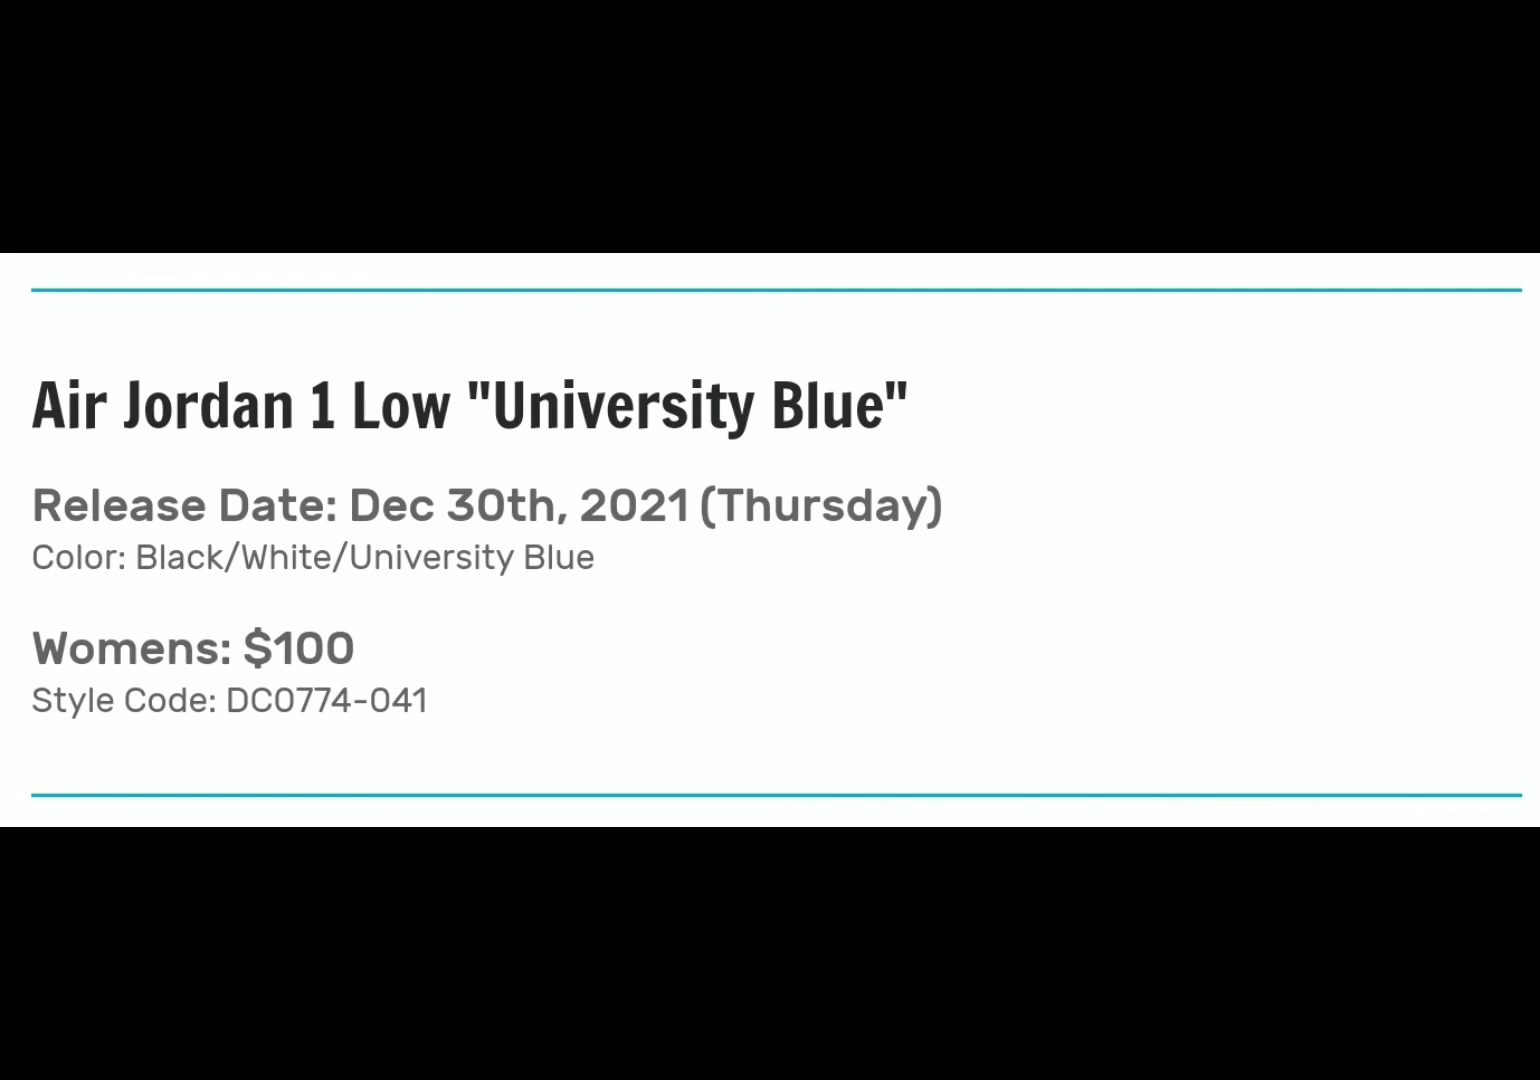 Air Jordan 1 Low "University Blue"
Release Date: Dec 30th, 2021 (Thursday)
Color: Black/White/University Blue
Womens: $100
Style Code: DC0774-041